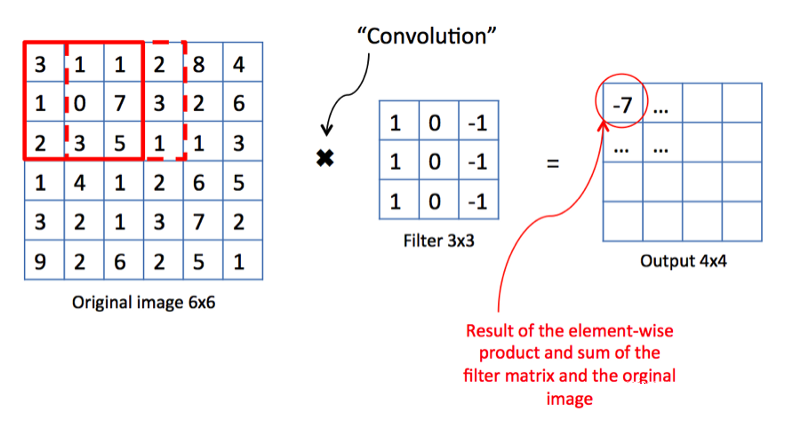 “Convolution”
3 1 1 2 8 4
1 0 7 3 2 6
2 3 5 1 1 3
1 4 1 2 6 5
3 2 1 3 7 2
9 2 6 2 5 1
Original image 6x6
✖
1 0 -1
1 0 -1
1 0 -1
Filter 3x3
=
-7 ...
... ...
Output 4x4
Result of the element-wise
product and sum of the
filter matrix and the orginal
image